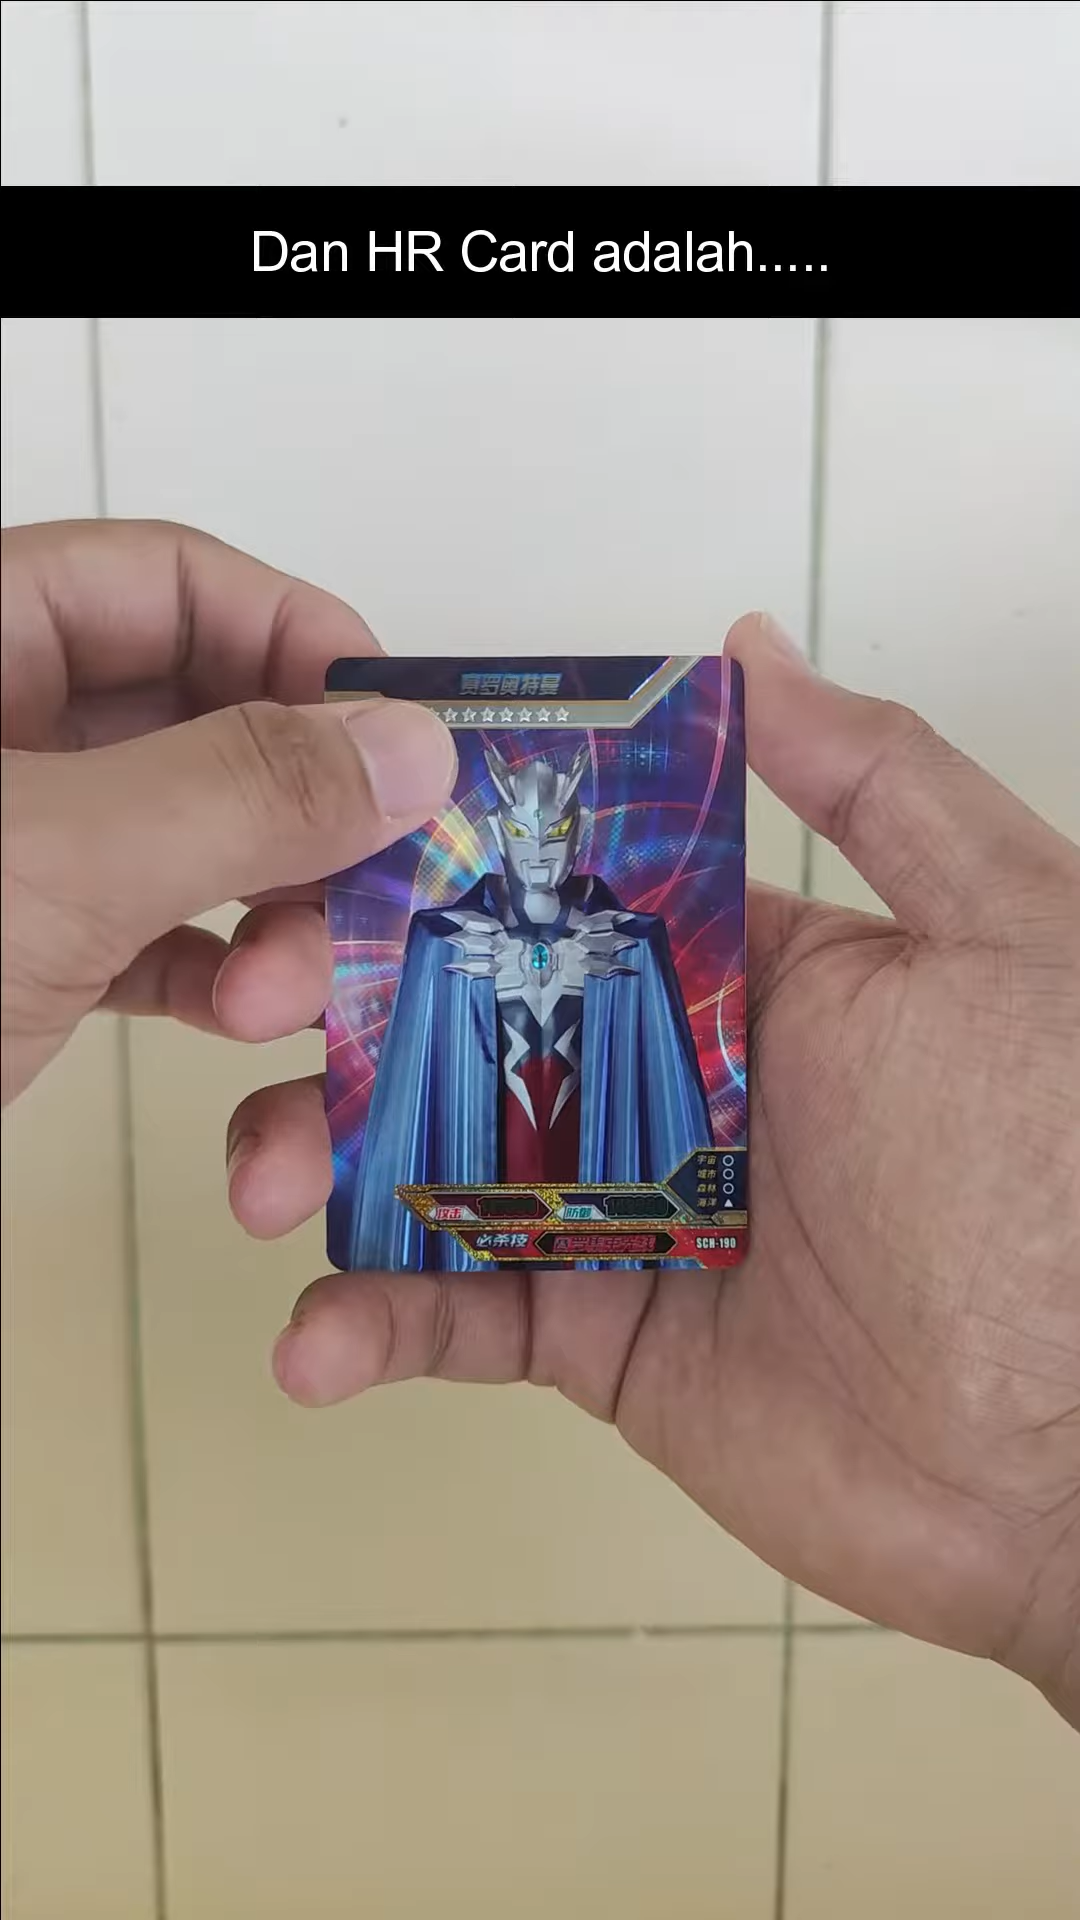 Dan HR Card adalah.....
赛罗奥特曼
宇宙
城市
森林
海洋
攻击
防御
必杀技
SCH-190